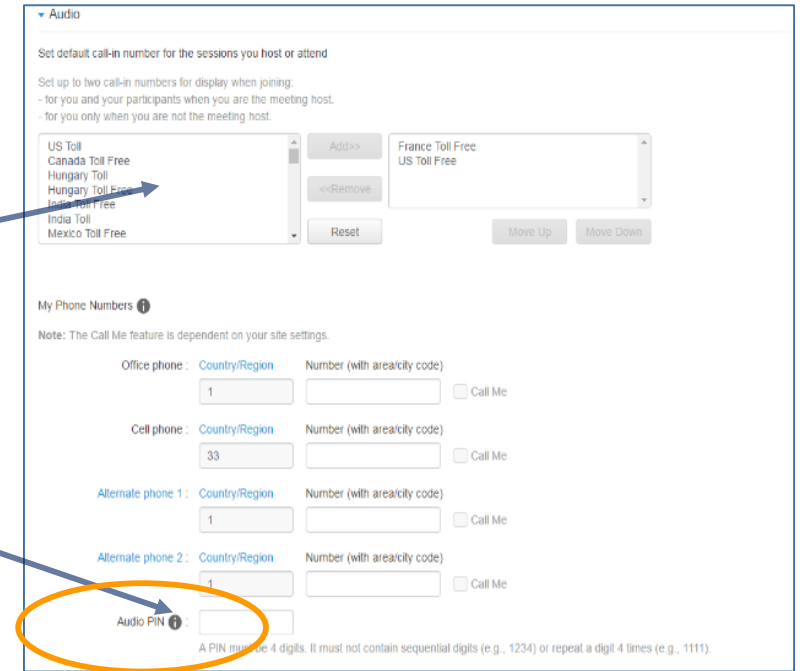 Audio
Set default call-in number for the sessions you host or attend
Set up to two call-in numbers for display when joining:
- for you and your participants when you are the meeting host.
- for you only when you are not the meeting host.
US Toll
Canada Toll Free
Hungary Toll
Hungary Toll Free
India Toll Free
India Toll
Mexico Toll Free
Add>>
<<Remove
Reset
France Toll Free
US Toll Free
Move Up Move Down
My Phone Numbers
Note: The Call Me feature is dependent on your site settings.
Office phone : Country/Region Number (with area/city code)
1 Call Me
Cell phone : Country/Region Number (with area/city code)
33 Call Me
Alternate phone 1 : Country/Region Number (with area/city code)
1 Call Me
Alternate phone 2 : Country/Region Number (with area/city code)
1 Call Me
Audio PIN :
A PIN must be 4 digits. It must not contain sequential digits (e.g., 1234) or repeat a digit 4 times (e.g., 1111).